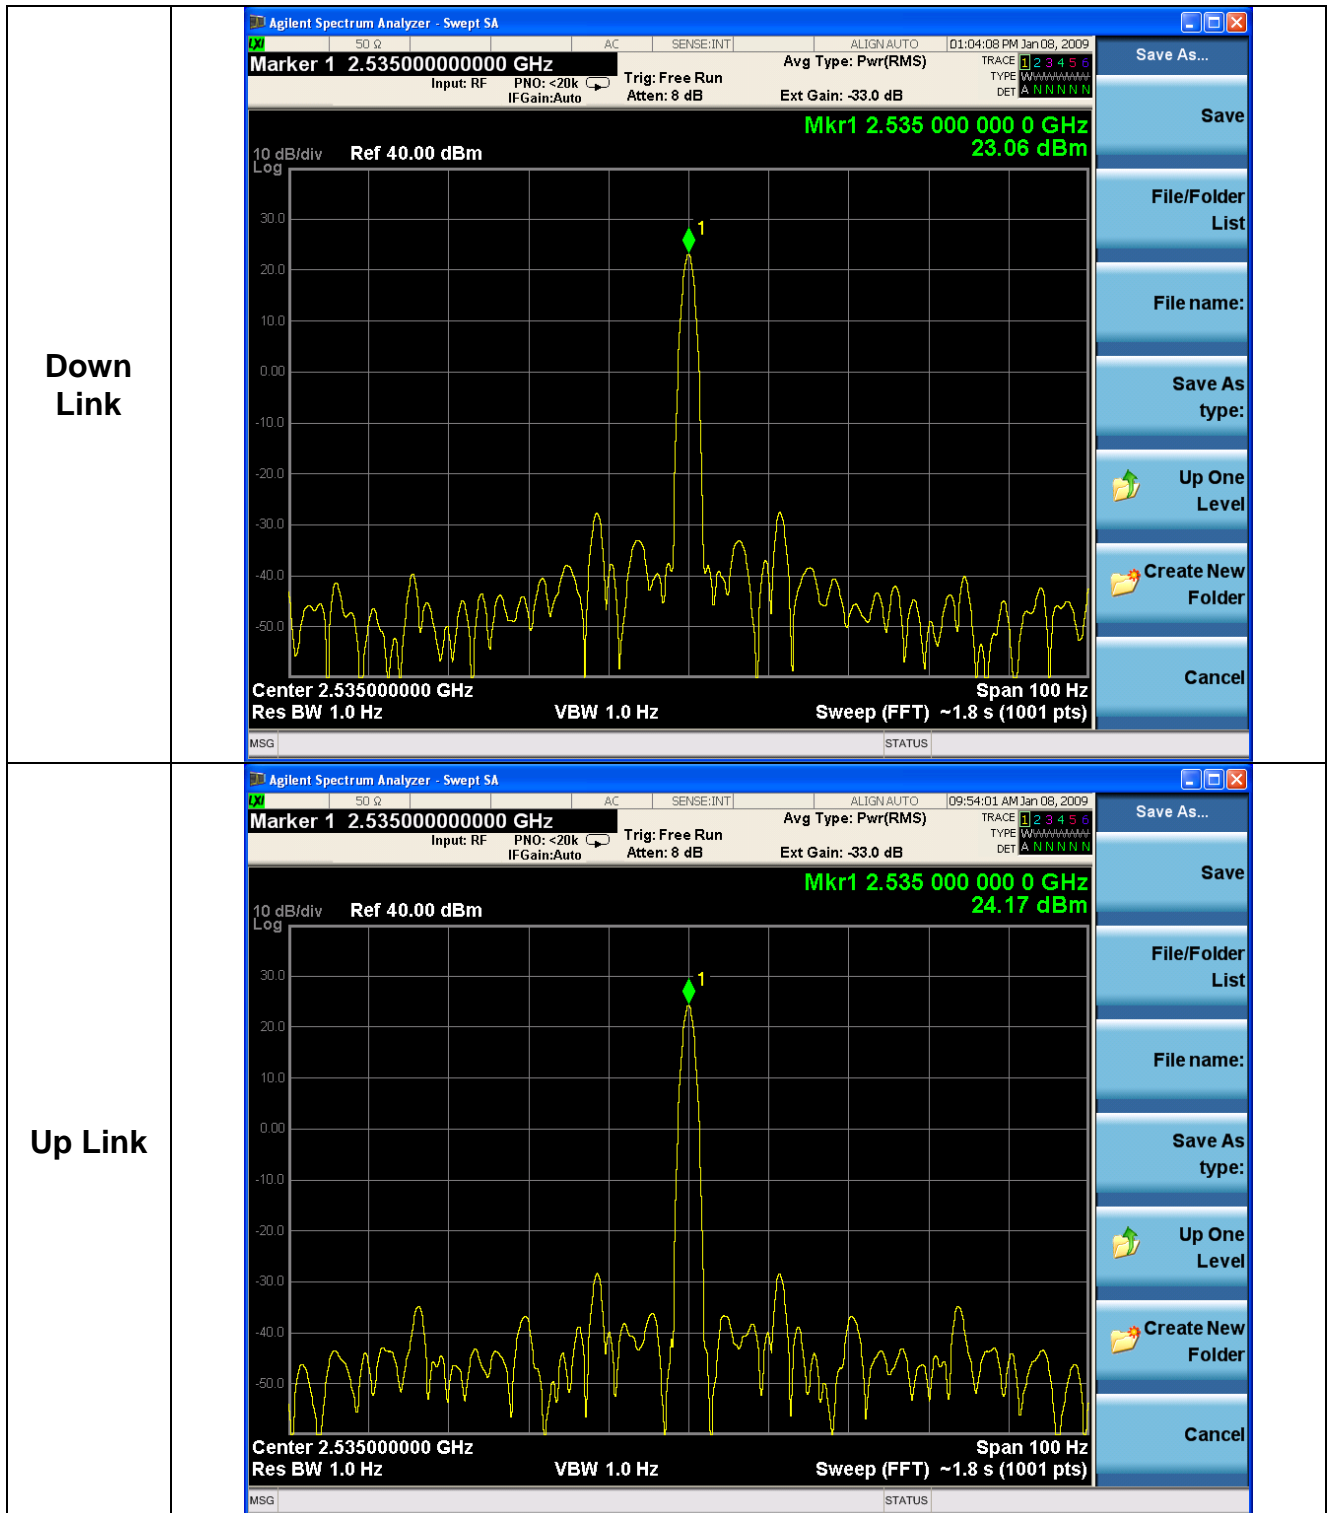 Down
Link
Agilent Spectrum Analyzer - Swept SA
LXI 50 Ω AC SENSE:INT ALIGN AUTO 01:04:08 PM Jan 08, 2009
Marker 1 2.535000000000 GHz
Input: RF PNO: <20k
IFGain:Auto
Trig: Free Run
Atten: 8 dB
Avg Type: Pwr(RMS)
Ext Gain: -33.0 dB
TRACE 1 2 3 4 5 6
TYPE
DET A N N N N N
Mkr1 2.535 000 000 0 GHz
23.06 dBm
10 dB/div Ref 40.00 dBm
Log
30.0
20.0
10.0
0.00
-10.0
-20.0
-30.0
-40.0
-50.0
1
Center 2.535000000 GHz Span 100 Hz
Res BW 1.0 Hz VBW 1.0 Hz Sweep (FFT) ~1.8 s (1001 pts)
MSG STATUS
Save As...
Save
File/Folder
List
File name:
Save As
type:
Up One
Level
Create New
Folder
Cancel
Up Link
Agilent Spectrum Analyzer - Swept SA
LXI 50 Ω AC SENSE:INT ALIGN AUTO 09:54:01 AM Jan 08, 2009
Marker 1 2.535000000000 GHz
Input: RF PNO: <20k
IFGain:Auto
Trig: Free Run
Atten: 8 dB
Avg Type: Pwr(RMS)
Ext Gain: -33.0 dB
TRACE 1 2 3 4 5 6
TYPE
DET A N N N N N
Mkr1 2.535 000 000 0 GHz
24.17 dBm
10 dB/div Ref 40.00 dBm
Log
30.0
20.0
10.0
0.00
-10.0
-20.0
-30.0
-40.0
-50.0
1
Center 2.535000000 GHz Span 100 Hz
Res BW 1.0 Hz VBW 1.0 Hz Sweep (FFT) ~1.8 s (1001 pts)
MSG STATUS
Save As...
Save
File/Folder
List
File name:
Save As
type:
Up One
Level
Create New
Folder
Cancel